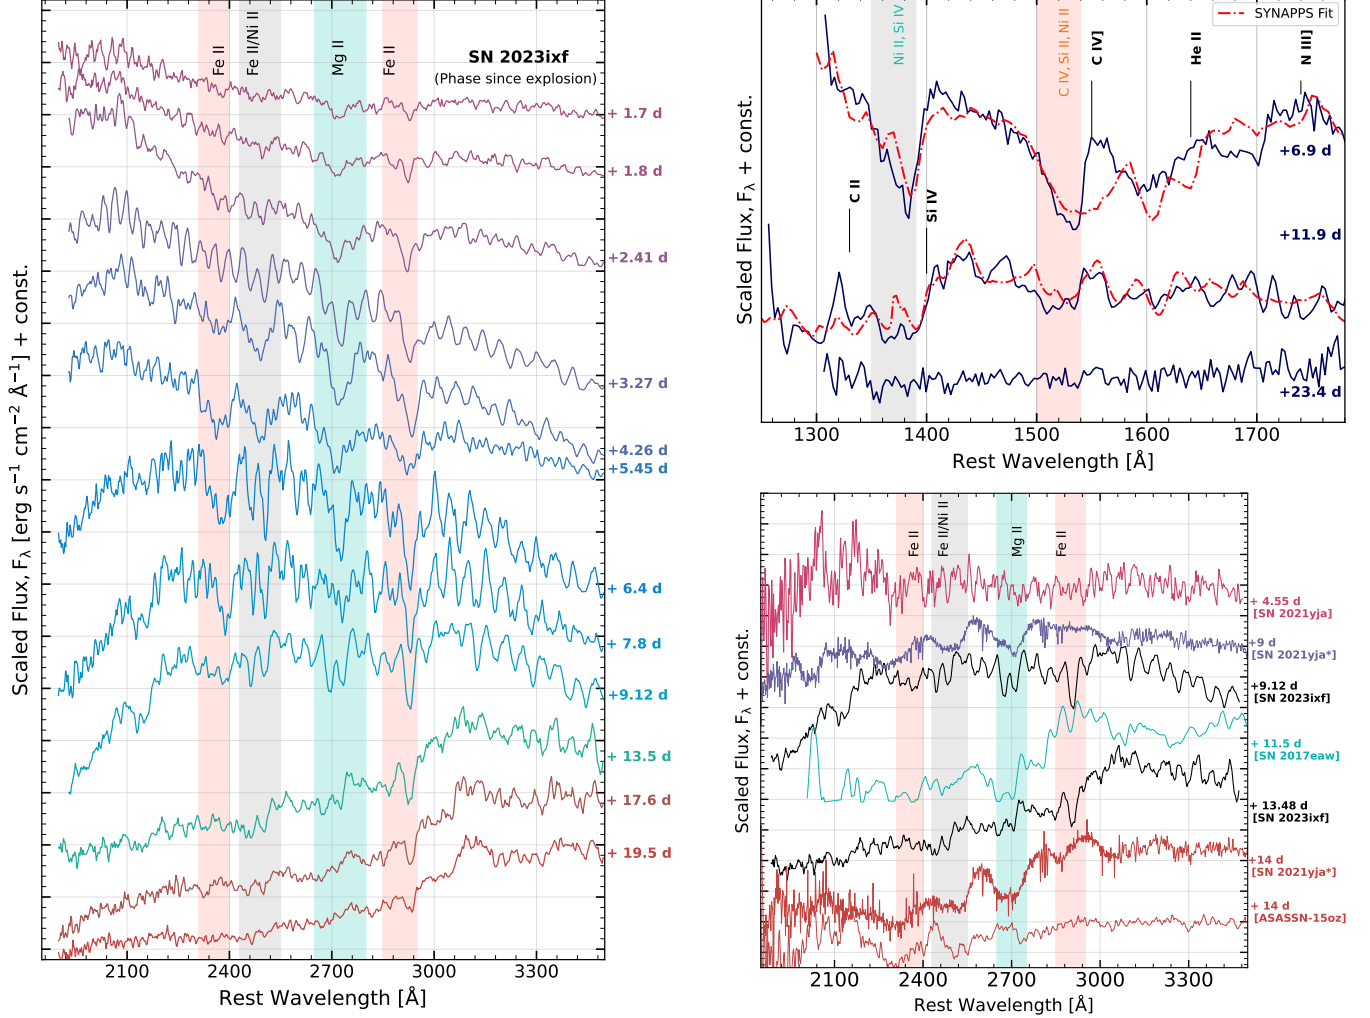 Scaled Flux, Fλ [erg s⁻¹ cm⁻² Å⁻¹] + const.
Fe II
Fe II/Ni II
Mg II
Fe II
SN 2023ixf
(Phase since explosion)
+ 1.7 d
+ 1.8 d
+2.41 d
+3.27 d
+4.26 d
+5.45 d
+ 6.4 d
+ 7.8 d
+9.12 d
+ 13.5 d
+ 17.6 d
+ 19.5 d
2100 2400 2700 3000 3300
Rest Wavelength [Å]
Scaled Flux, Fλ + const.
SYNAPPS Fit
Ni II, Si IV
C IV, Si II, Ni II
C IV]
He II
N III]
C II
Si IV
+6.9 d
+11.9 d
+23.4 d
1300 1400 1500 1600 1700
Rest Wavelength [Å]
Scaled Flux, Fλ + const.
Fe II
Fe II/Ni II
Mg II
Fe II
+ 4.55 d
[SN 2021yja]
+9 d
[SN 2021yja*]
+9.12 d
[SN 2023ixf]
+ 11.5 d
[SN 2017eaw]
+ 13.48 d
[SN 2023ixf]
+14 d
[SN 2021yja*]
+ 14 d
[ASASSN-15oz]
2100 2400 2700 3000 3300
Rest Wavelength [Å]